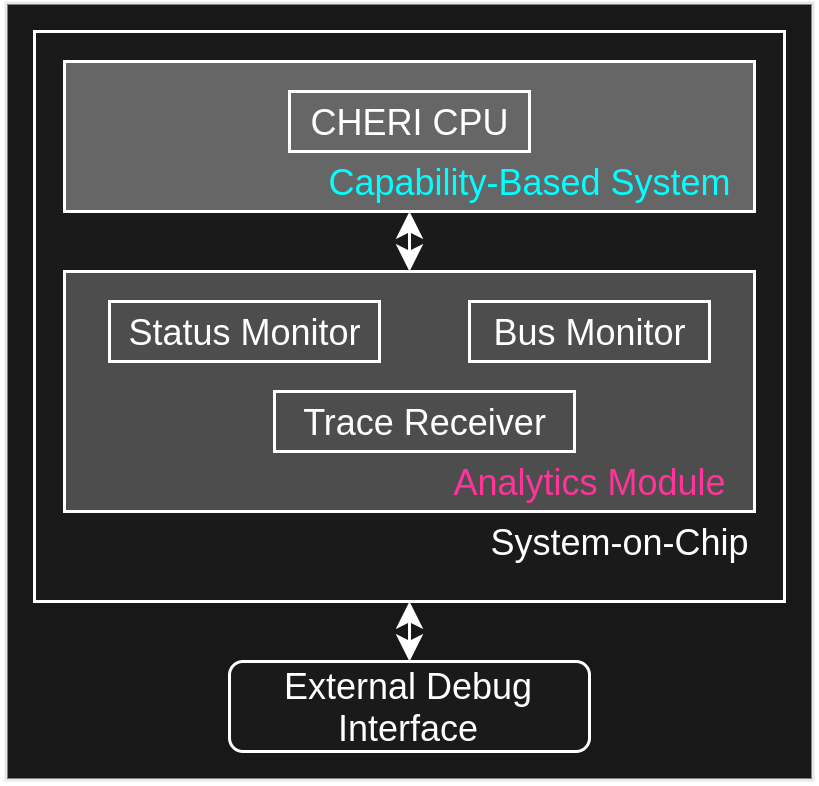 CHERI CPU
Capability-Based System
Status Monitor
Bus Monitor
Trace Receiver
Analytics Module
System-on-Chip
External Debug
Interface